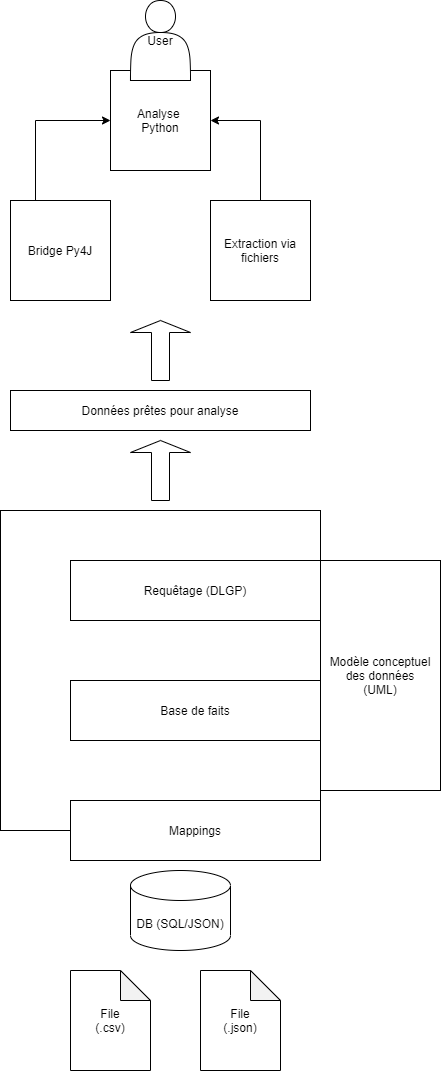 User
Analyse
Python
Bridge Py4J
Extraction via
fichiers
Données prêtes pour analyse
Requêtage (DLGP)
Modèle conceptuel
des données
(UML)
Base de faits
Mappings
DB (SQL/JSON)
File
(.csv)
File
(.json)